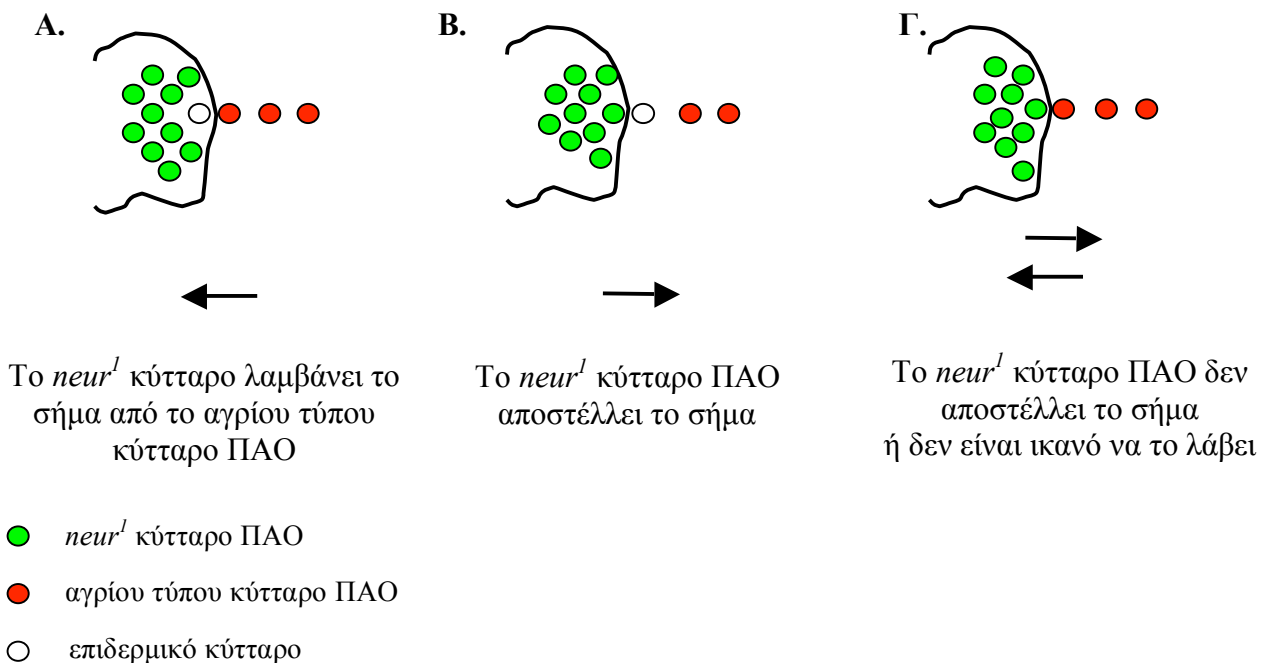 Α.
Β.
Γ.
Το neur¹ κύτταρο λαμβάνει το
σήμα από το αγρίου τύπου
κύτταρο ΠΑΟ
Το neur¹ κύτταρο ΠΑΟ
αποστέλλει το σήμα
Το neur¹ κύτταρο ΠΑΟ δεν
αποστέλλει το σήμα
ή δεν είναι ικανό να το λάβει
neur¹ κύτταρο ΠΑΟ
αγρίου τύπου κύτταρο ΠΑΟ
επιδερμικό κύτταρο